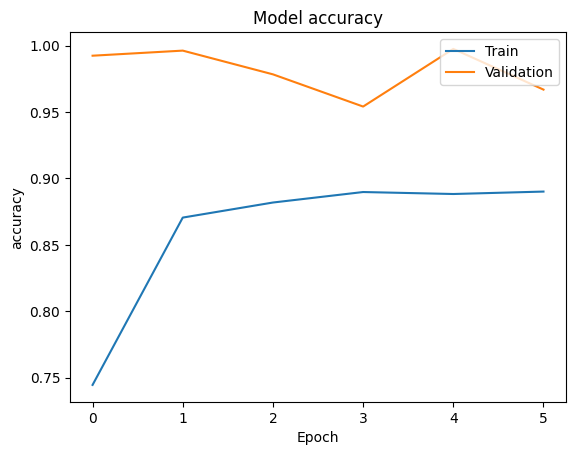 Model accuracy
Train
Validation
accuracy
1.00
0.95
0.90
0.85
0.80
0.75
0 1 2 3 4 5
Epoch